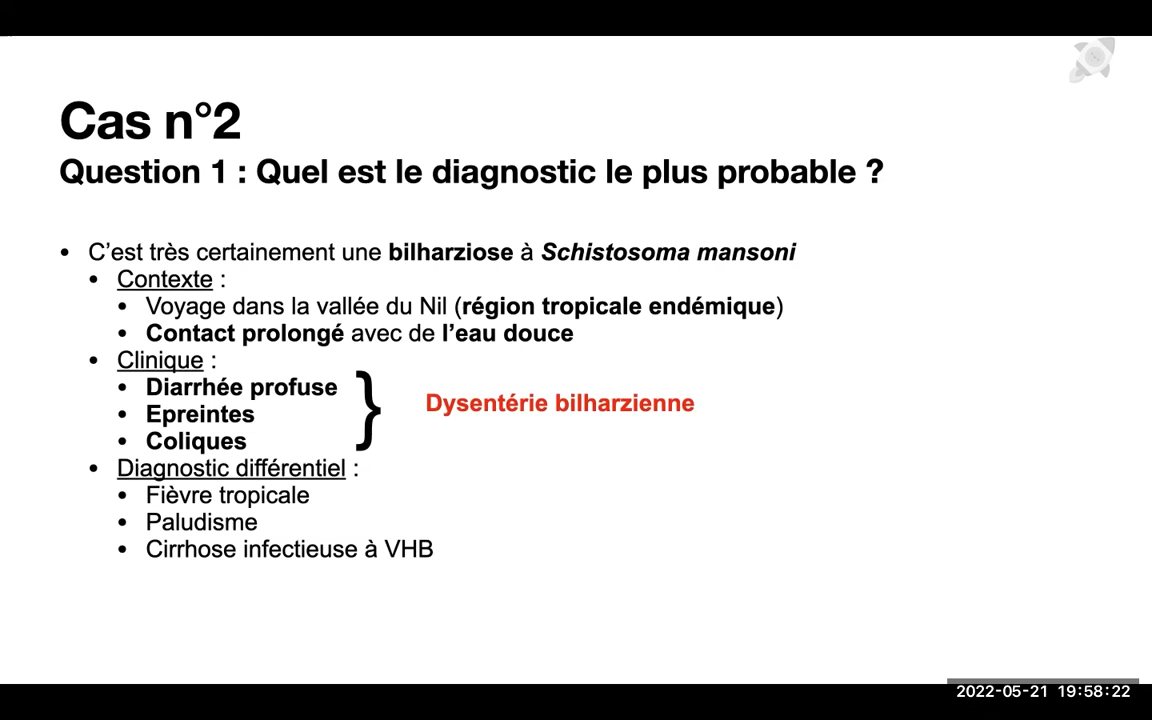 Cas n°2
Question 1 : Quel est le diagnostic le plus probable ?
• C’est très certainement une bilharziose à Schistosoma mansoni
• Contexte :
• Voyage dans la vallée du Nil (région tropicale endémique)
• Contact prolongé avec de l’eau douce
• Clinique :
• Diarrhée profuse
• Epreintes
• Coliques
} Dysentérie bilharzienne
• Diagnostic différentiel :
• Fièvre tropicale
• Paludisme
• Cirrhose infectieuse à VHB
2022-05-21 19:58:22